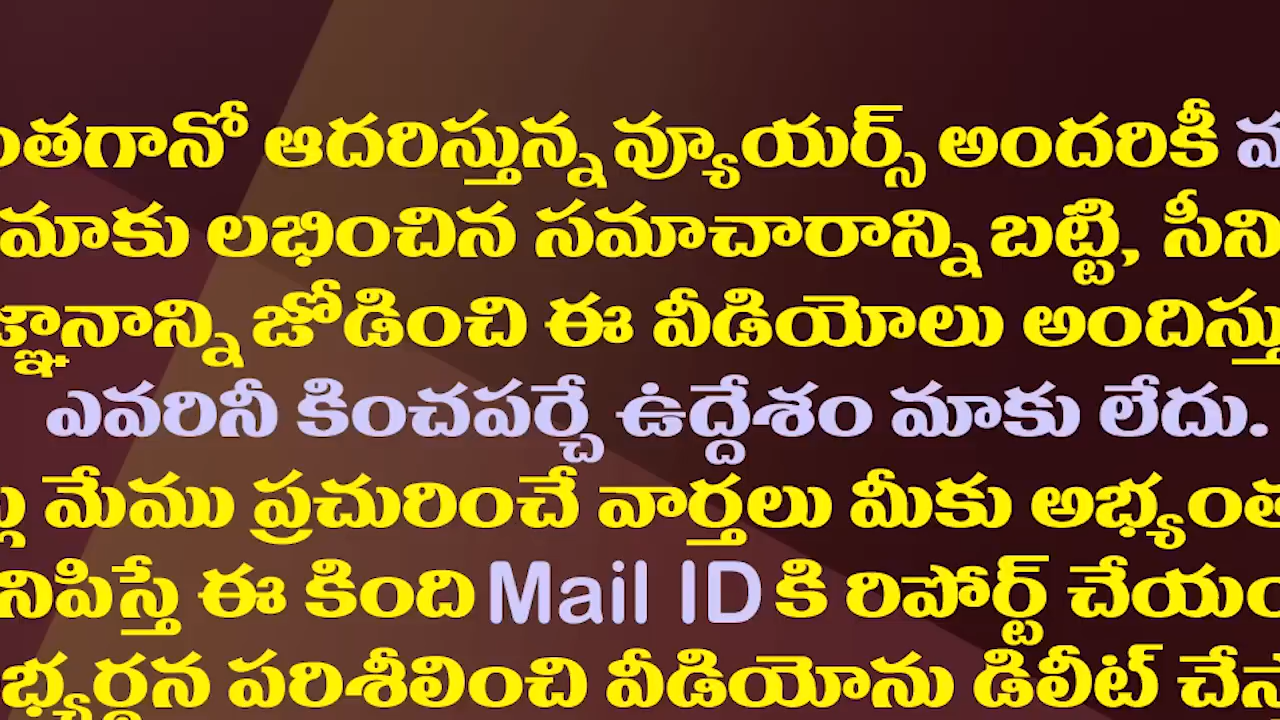 ంతగానో ఆదరిస్తున్న వ్యూయర్స్ అందరికీ
మాకు లభించిన సమాచారాన్ని బట్టి, సీని
జ్ఞానాన్ని జోడించి ఈ వీడియోలు అందిస్తు
ఎవరినీ కించపర్చే ఉద్దేశం మాకు లేదు.
మేము ప్రచురించే వార్తలు మీకు అభ్యంత
నిపిస్తే ఈ కింది Mail ID కి రిపోర్ట్ చేయం
భ్యర్థన పరిశీలించి వీడియోను డిలీట్ చేస